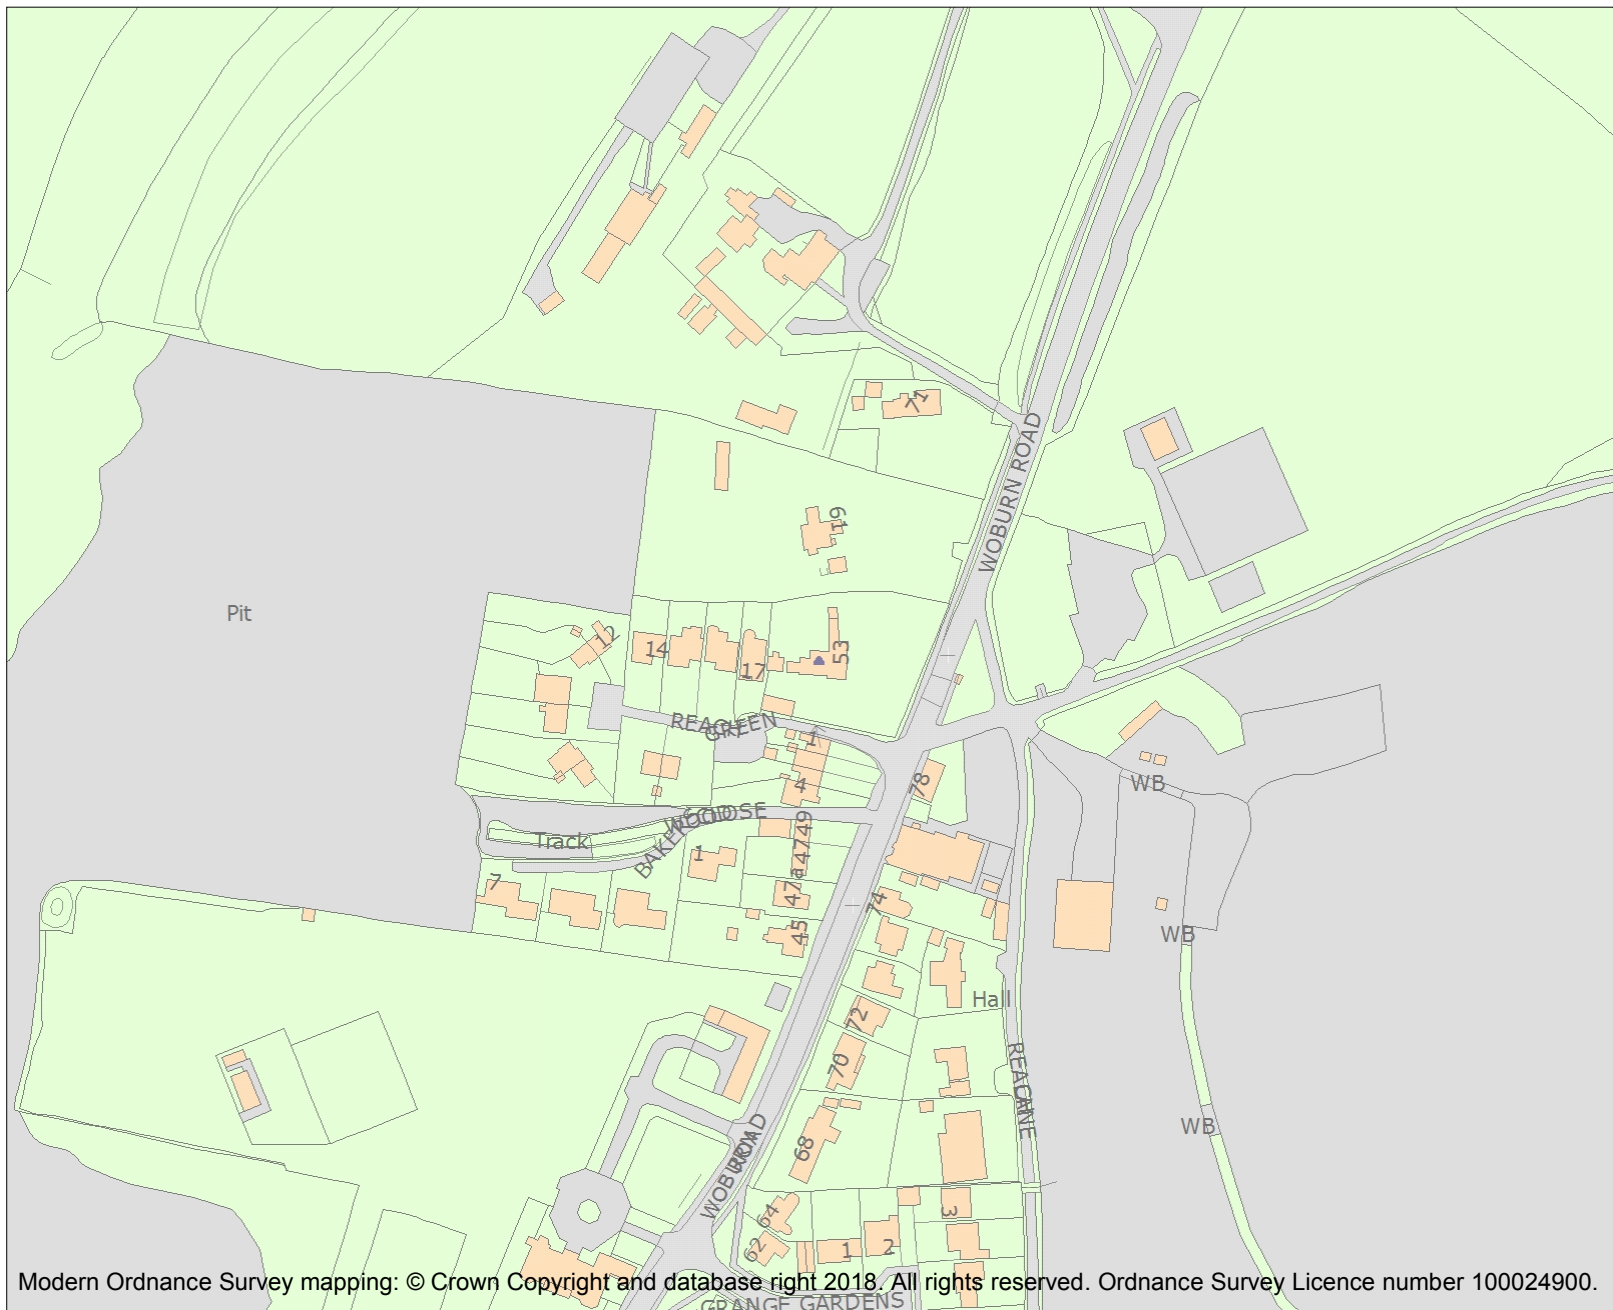 71
WOBURN ROAD
61
Pit
12
14
17
53
REACH
GREEN
1
78
WB
4
WOOD
CLOSE
49
Track
BAKERS
47
1
47a
7
74
45
WB
Hall
72
70
REACH
LANE
WB
68
WOBURN
ROAD
64
3
62
1
2
Modern Ordnance Survey mapping: © Crown Copyright and database right 2018. All rights reserved. Ordnance Survey Licence number 100024900.
GRANGE GARDENS